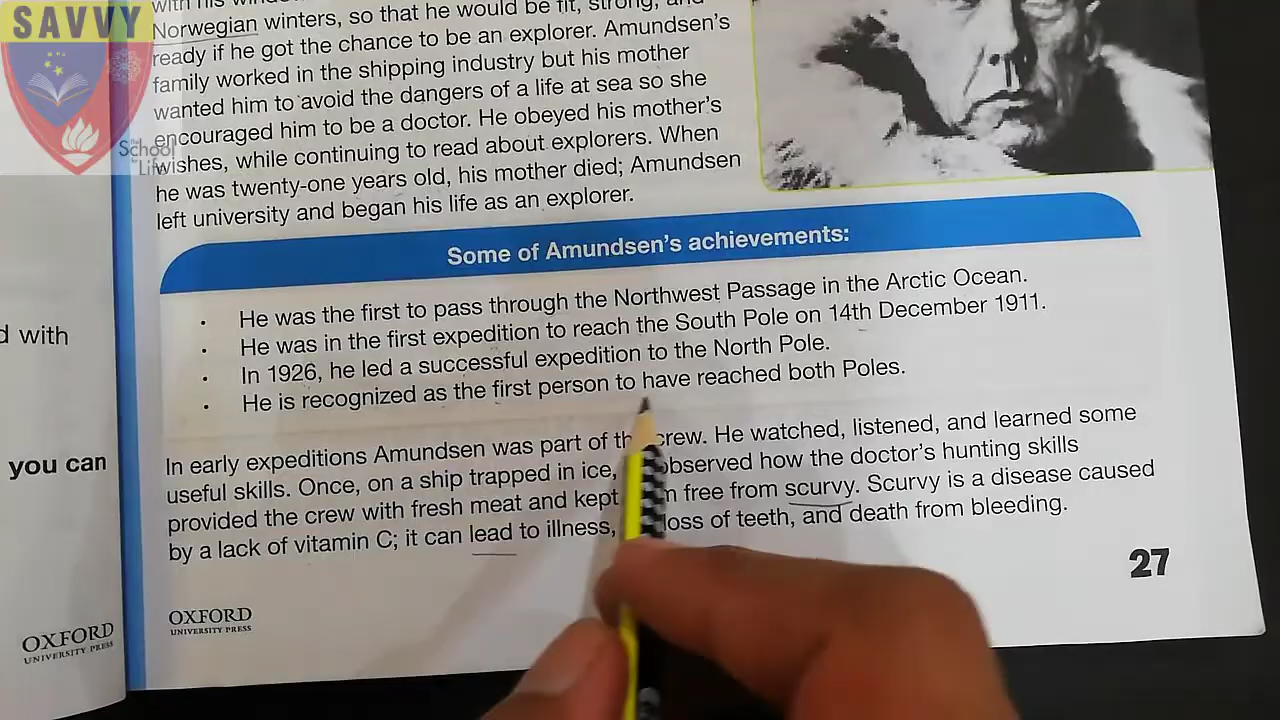 SAVVY
the
School
for
Life
with his
Norwegian winters, so that he would be fit, strong, and
ready if he got the chance to be an explorer. Amundsen's
family worked in the shipping industry but his mother
wanted him to avoid the dangers of a life at sea so she
encouraged him to be a doctor. He obeyed his mother's
wishes, while continuing to read about explorers. When
he was twenty-one years old, his mother died; Amundsen
left university and began his life as an explorer.
Some of Amundsen's achievements:
· He was the first to pass through the Northwest Passage in the Arctic Ocean.
· He was in the first expedition to reach the South Pole on 14th December 1911.
· In 1926, he led a successful expedition to the North Pole.
· He is recognized as the first person to have reached both Poles.
In early expeditions Amundsen was part of crew. He watched, listened, and learned some
useful skills. Once, on a ship trapped in ice, observed how the doctor's hunting skills
provided the crew with fresh meat and kept free from scurvy. Scurvy is a disease caused
by a lack of vitamin C; it can lead to illness, loss of teeth, and death from bleeding.
27
OXFORD
UNIVERSITY PRESS
with
you can
OXFORD
UNIVERSITY PRESS